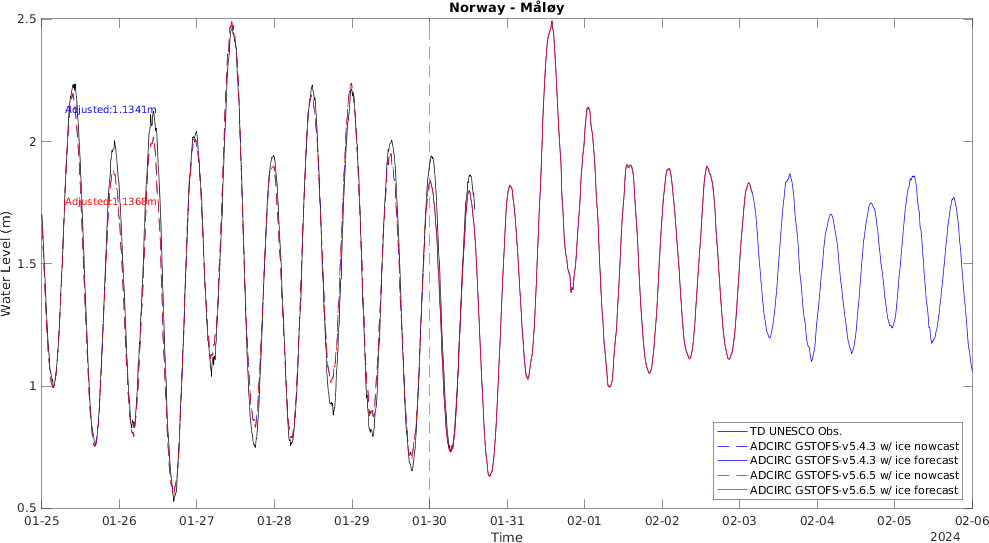 Norway - Måløy
2.5
2
1.5
1
0.5
Water Level (m)
Adjusted:1.1341m
Adjusted:1.1368m
TD UNESCO Obs.
ADCIRC GSTOFS-v5.4.3 w/ ice nowcast
ADCIRC GSTOFS-v5.4.3 w/ ice forecast
ADCIRC GSTOFS-v5.6.5 w/ ice nowcast
ADCIRC GSTOFS-v5.6.5 w/ ice forecast
01-25 01-26 01-27 01-28 01-29 01-30 01-31 02-01 02-02 02-03 02-04 02-05 02-06
Time
2024